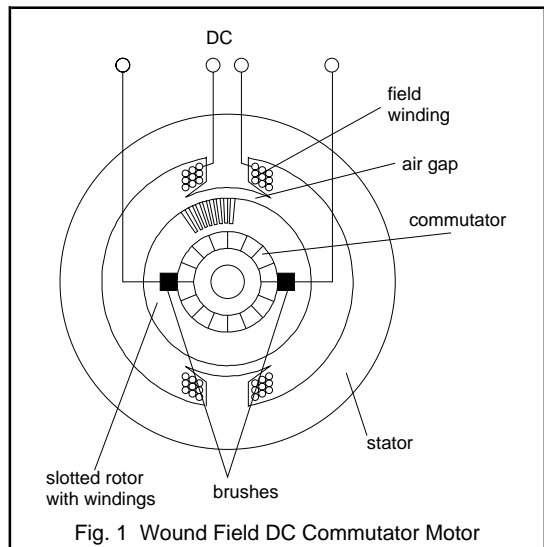 DC
field
winding
air gap
commutator
stator
slotted rotor
with windings
brushes
Fig. 1 Wound Field DC Commutator Motor